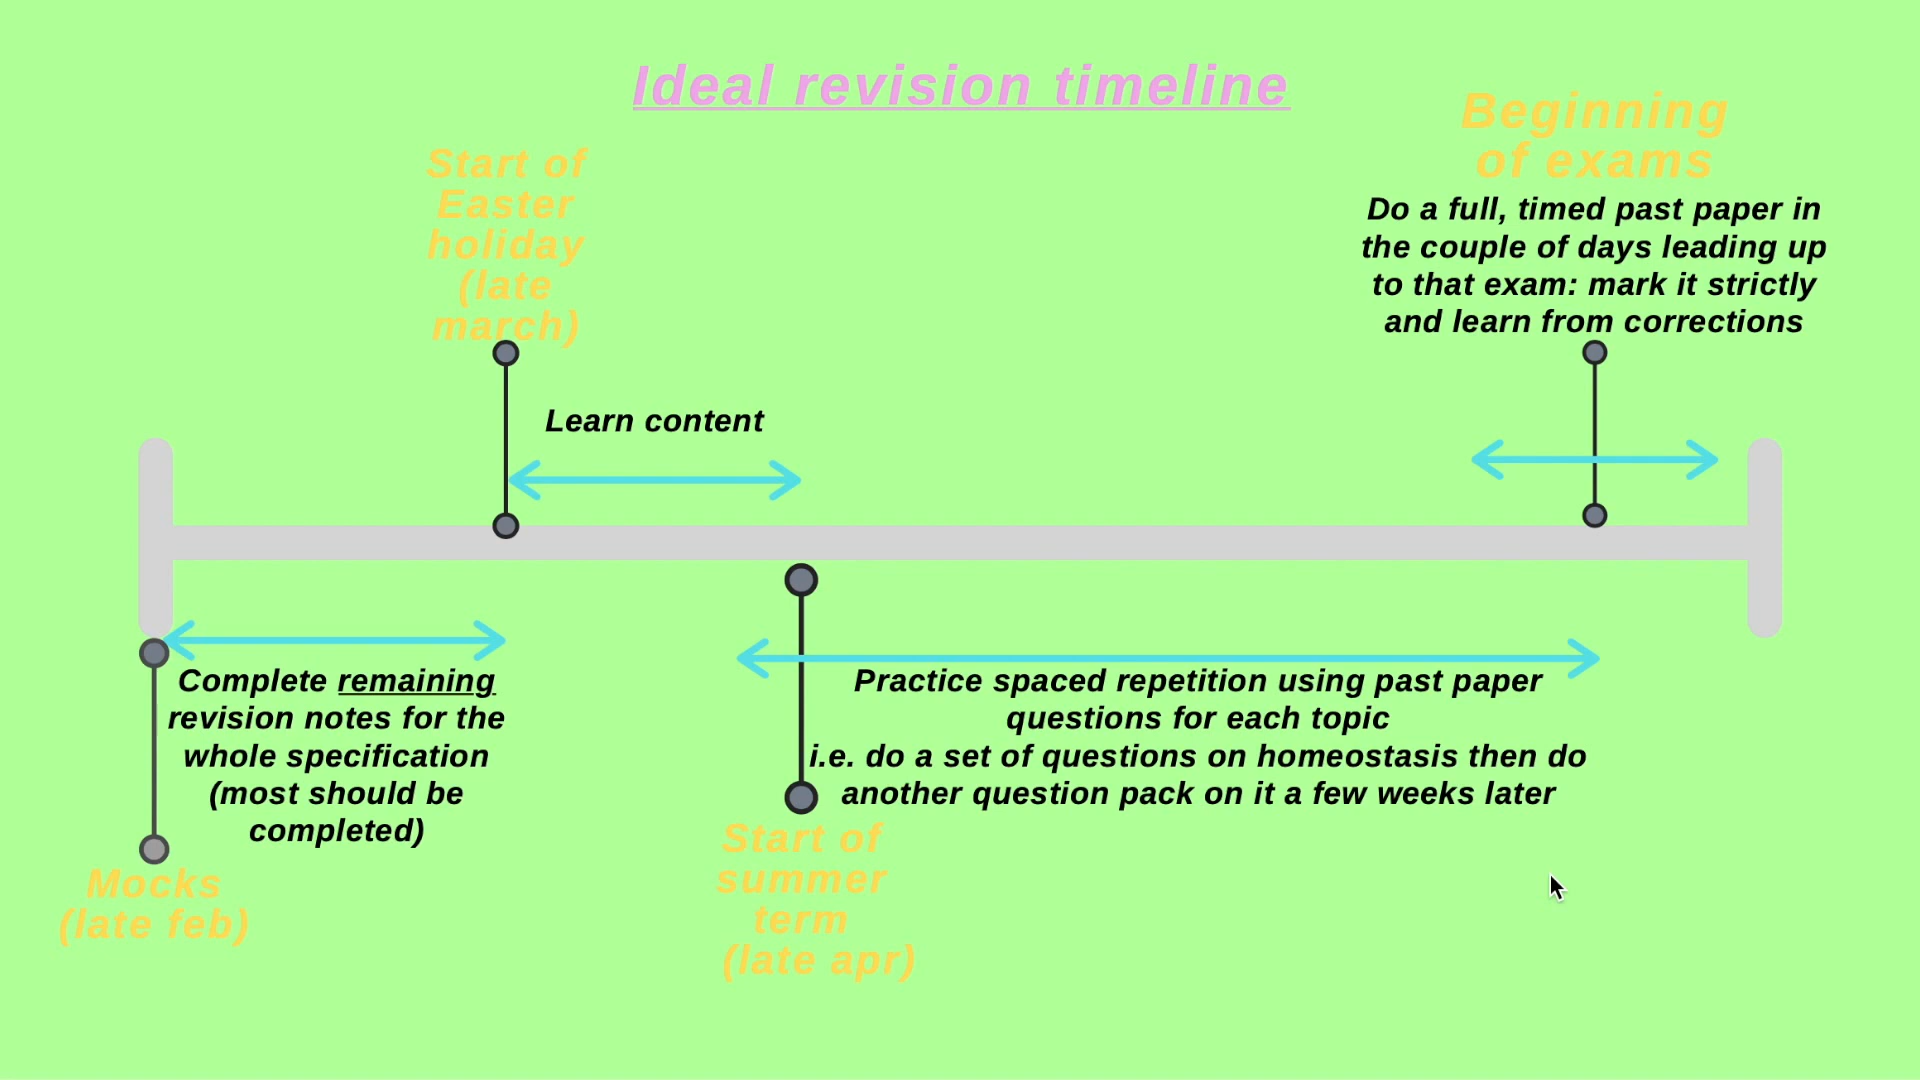 Ideal revision timeline
Start of
Easter
holiday
(late
march)
Beginning
of exams
Do a full, timed past paper in
the couple of days leading up
to that exam: mark it strictly
and learn from corrections
Learn content
Complete remaining
revision notes for the
whole specification
(most should be
completed)
Mocks
(late feb)
Practice spaced repetition using past paper
questions for each topic
i.e. do a set of questions on homeostasis then do
another question pack on it a few weeks later
Start of
summer
term
(late apr)